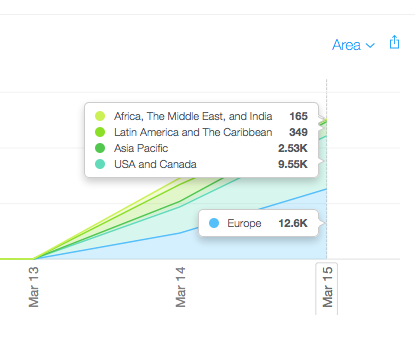 Area
Africa, The Middle East, and India 165
Latin America and The Caribbean 349
Asia Pacific 2.53K
USA and Canada 9.55K
Europe 12.6K
Mar 13
Mar 14
Mar 15